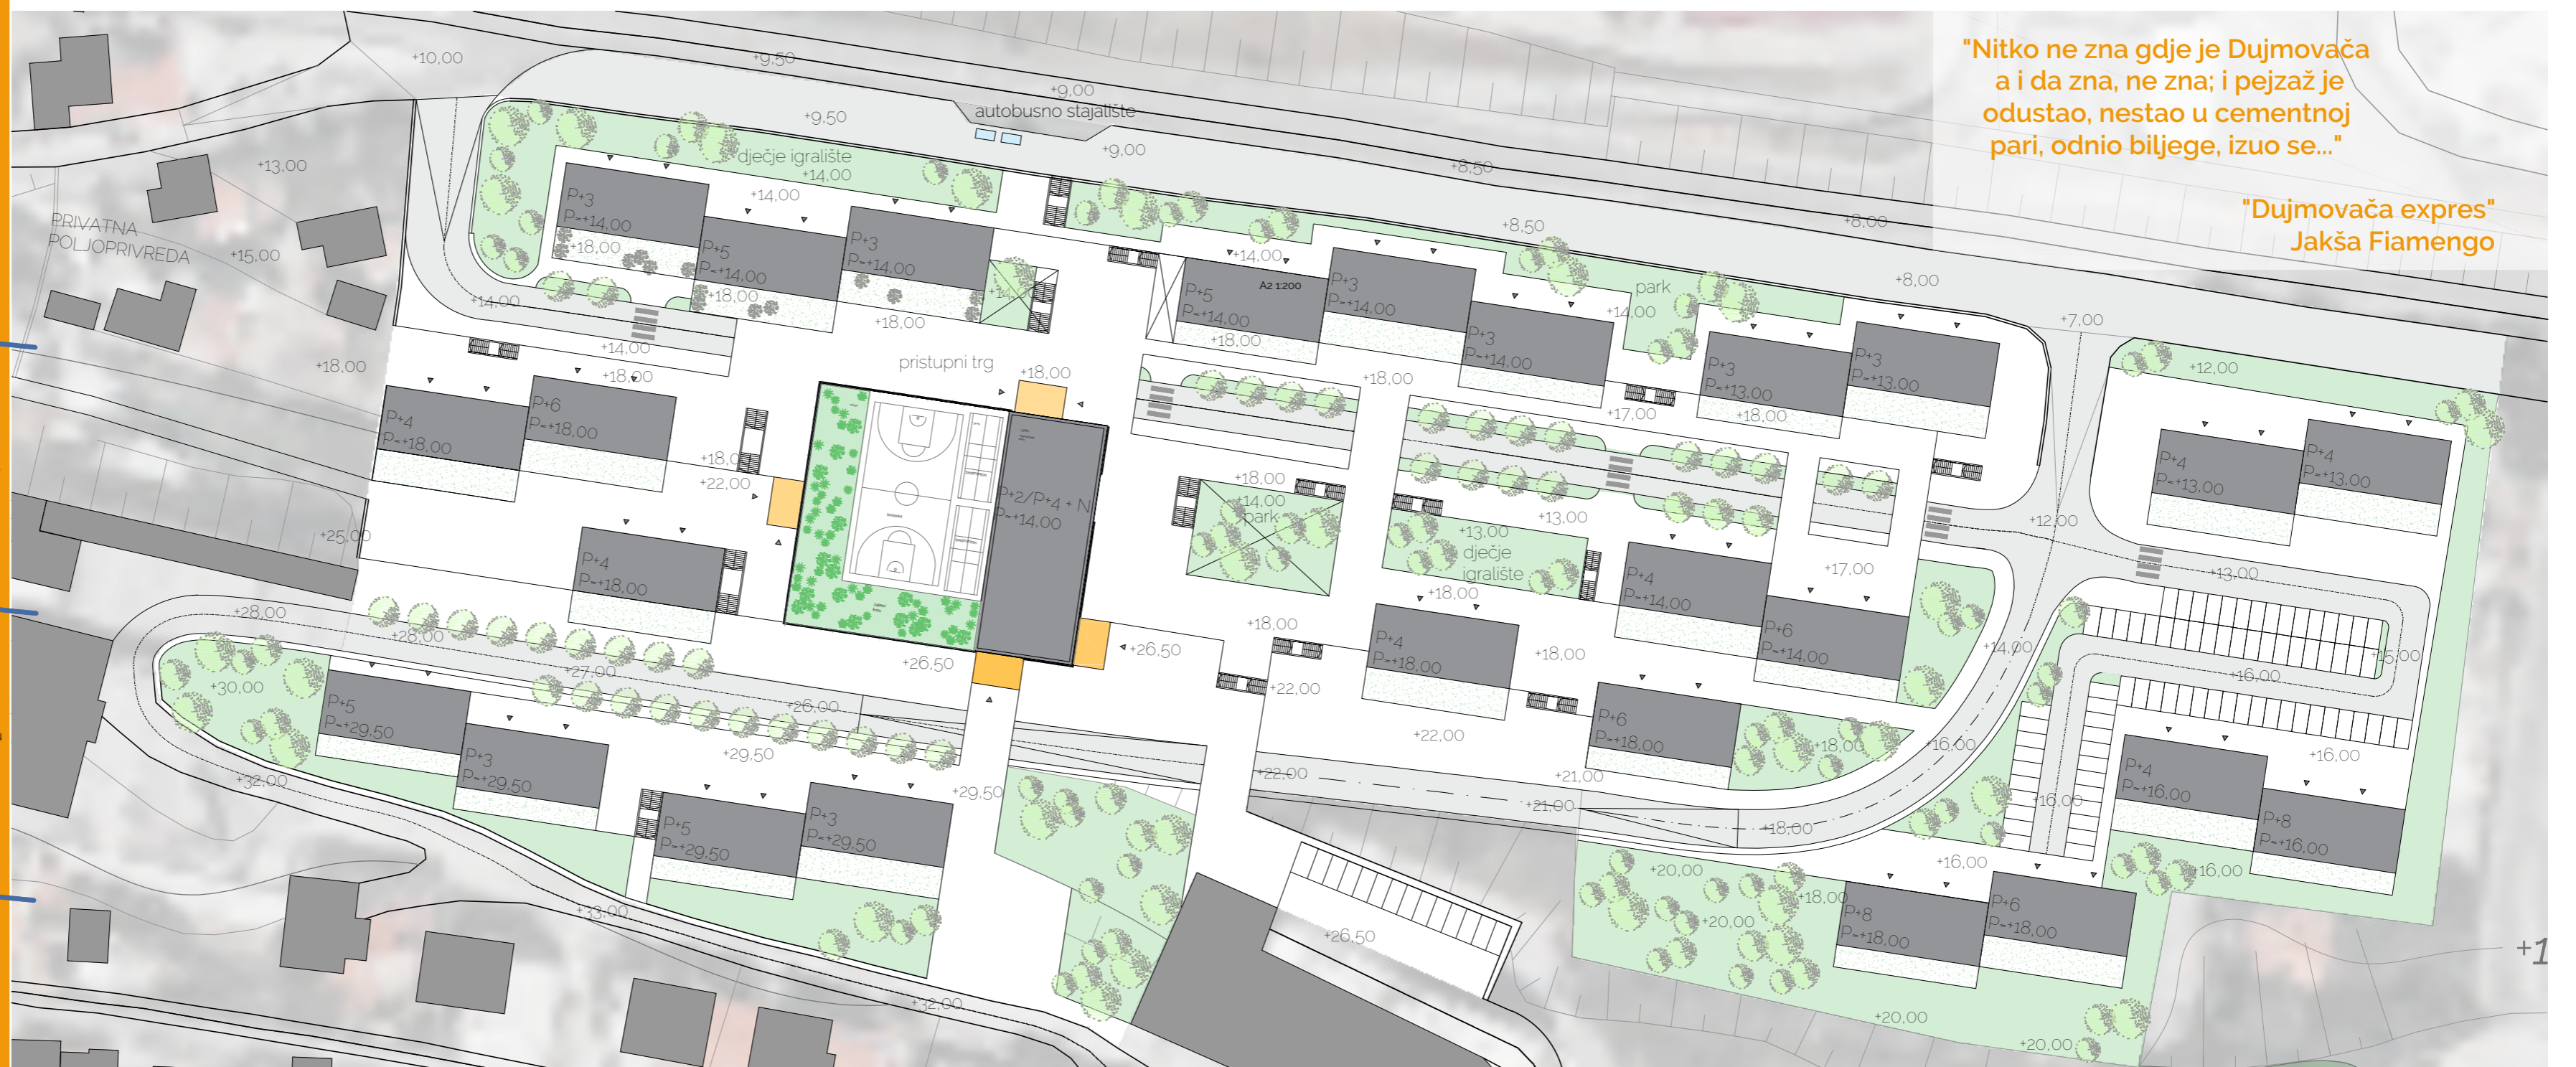 "Nitko ne zna gdje je Dujmovača
a i da zna, ne zna; i pejzaž je
odustao, nestao u cementnoj
pari, odnio biljege, izuo se..."
"Dujmovača expres"
Jakša Fiamengo
+10,00
+9,50
+9,00
autobusno stajalište
+9,50
+9,00
+8,50
+8,00
+8,50
+8,00
+7,00
+13,00
PRIVATNA
POLJOPRIVREDA
+15,00
+18,00
+25,00
dječje igralište
+14,00
+14,00
P+3
P=+14,00
+18,00
P+5
P=+14,00
+18,00
P+3
P=+14,00
+18,00
+14,00
+14,00
+18,00
pristupni trg
+18,00
+14,00
P+5
A2 1:200
P=+14,00
+18,00
P+3
P=+14,00
P+3
P=+14,00
park
+14,00
P+3
P=+13,00
+18,00
P+3
P=+13,00
+18,00
+17,00
+12,00
P+4
P=+13,00
P+4
P=+13,00
P+4
P=+18,00
P+6
P=+18,00
+18,00
+22,00
P+2/P+4 + N
P=+14,00
+18,00
+14,00
park
+13,00
dječje
igralište
+13,00
+18,00
+17,00
+12,00
+13,00
P+4
P=+18,00
P+4
P=+14,00
P+6
P=+14,00
+14,00
+15,00
+16,00
+28,00
+28,00
+27,00
+26,00
+30,00
+26,50
+26,50
+18,00
+22,00
P+4
P=+18,00
+18,00
+22,00
P+6
P=+18,00
+18,00
+16,00
P+5
P=+29,50
P+3
P=+29,50
+29,50
+29,50
P+5
P=+29,50
P+3
P=+29,50
+32,00
+33,00
+32,00
+22,00
+21,00
+21,00
+18,00
+16,00
+16,00
P+4
P=+16,00
P+8
P=+16,00
+16,00
+16,00
+20,00
+18,00
+20,00
P+8
P=+18,00
P+6
P=+18,00
+26,50
+20,00
+20,00